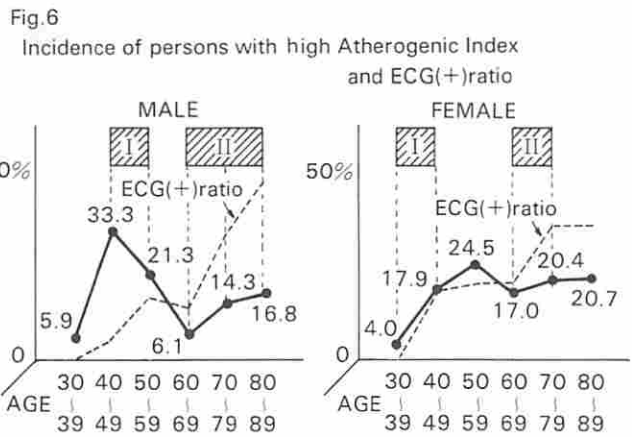 Fig.6
Incidence of persons with high Atherogenic Index
and ECG(+)ratio
MALE
I
II
0%
ECG(+)ratio
33.3
21.3
5.9
6.1
14.3
16.8
0
30 40 50 60 70 80
AGE
39 49 59 69 79 89
FEMALE
I
II
50%
ECG(+)ratio
24.5
17.9
20.4
4.0
17.0
20.7
0
30 40 50 60 70 80
AGE
39 49 59 69 79 89